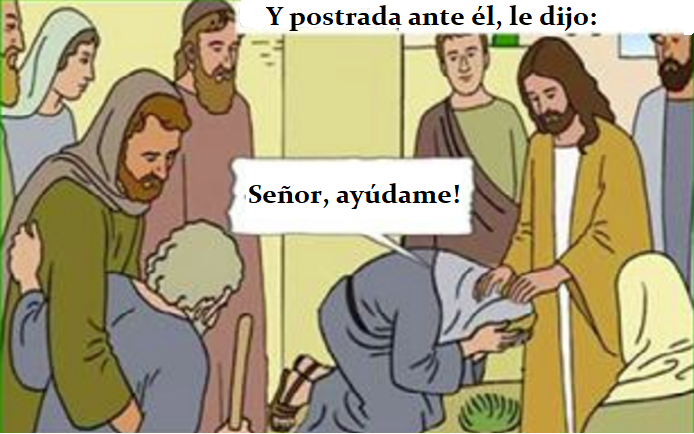 Y postrada ante él, le dijo:
Señor, ayúdame!